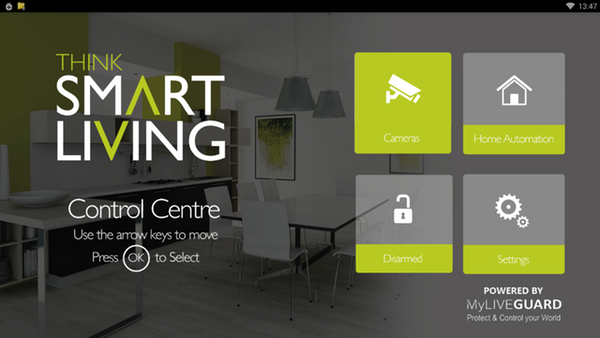 13:47
THINK
SMART
LIVING
Control Centre
Use the arrow keys to move
Press OK to Select
Cameras
Home Automation
Disarmed
Settings
POWERED BY
MyLIVEGUARD
Protect & Control your World